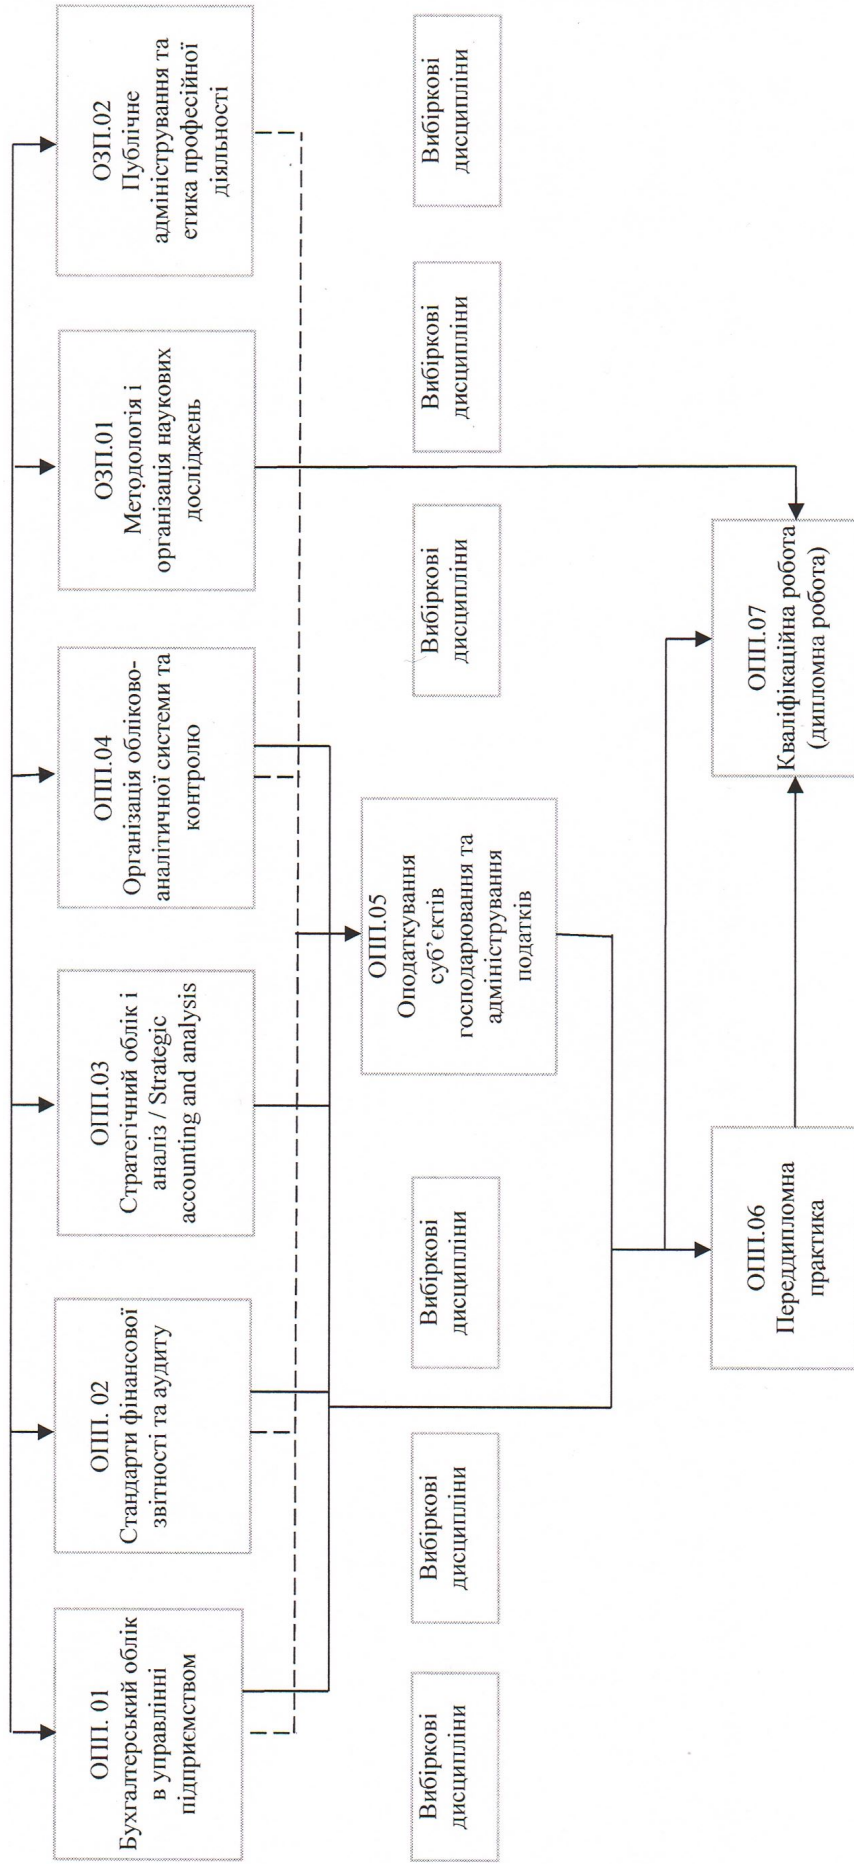 ОПП. 01
Бухгалтерський облік
в управлінні
підприємством
ОПП. 02
Стандарти фінансової
звітності та аудиту
ОПП.03
Стратегічний облік і
аналіз / Strategic
accounting and analysis
ОПП.04
Організація обліково-
аналітичної системи та
контролю
ОЗП.01
Методологія і
організація наукових
досліджень
ОЗП.02
Публічне
адміністрування та
етика професійної
діяльності
Вибіркові
дисципліни
Вибіркові
дисципліни
Вибіркові
дисципліни
ОПП.05
Оподаткування
суб’єктів
господарювання та
адміністрування
податків
Вибіркові
дисципліни
Вибіркові
дисципліни
Вибіркові
дисципліни
ОПП.06
Переддипломна
практика
ОПП.07
Кваліфікаційна робота
(дипломна робота)